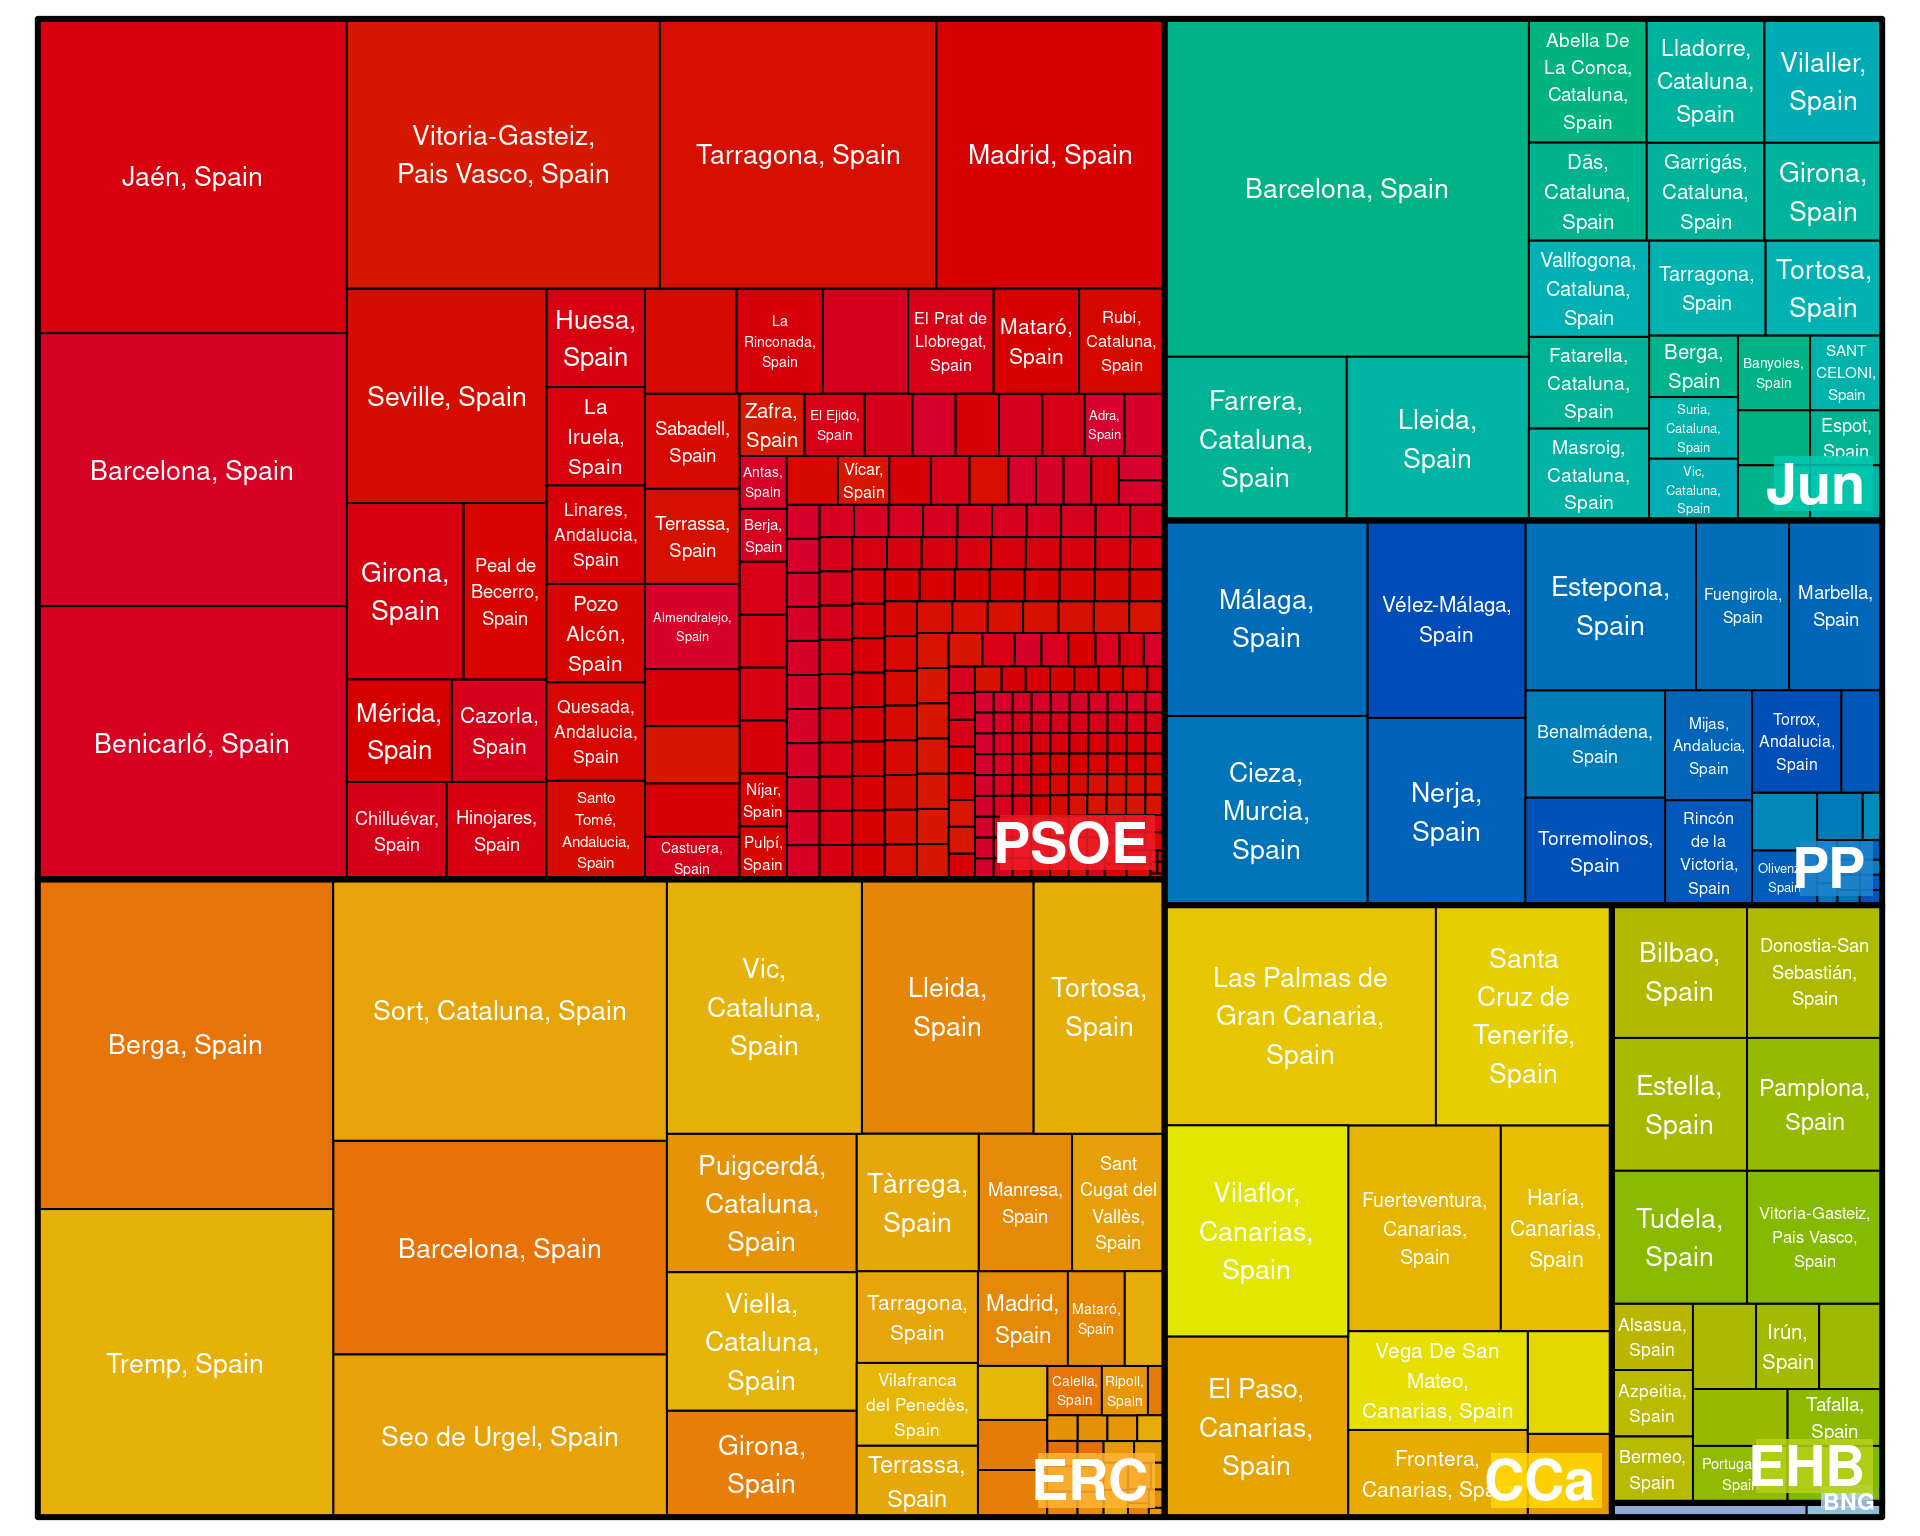 Jaén, Spain
Barcelona, Spain
Benicarló, Spain
Vitoria-Gasteiz,
Pais Vasco, Spain
Tarragona, Spain
Madrid, Spain
Seville, Spain
Girona,
Spain
Peal de
Becerro,
Spain
Mérida,
Spain
Cazorla,
Spain
Chilluévar,
Spain
Hinojares,
Spain
Huesa,
Spain
La
Iruela,
Spain
Linares,
Andalucia,
Spain
Pozo
Alcón,
Spain
Quesada,
Andalucia,
Spain
Santo
Tomé,
Andalucia,
Spain
Sabadell,
Spain
Terrassa,
Spain
Almendralejo,
Spain
Castuera,
Spain
La
Rinconada,
Spain
El Prat de
Llobregat,
Spain
Mataró,
Spain
Rubí,
Cataluna,
Spain
Zafra,
Spain
El Ejido,
Spain
Adra,
Spain
Antas,
Spain
Vícar,
Spain
Berja,
Spain
Níjar,
Spain
Pulpí,
Spain
PSOE
Barcelona, Spain
Farrera,
Cataluna,
Spain
Lleida,
Spain
Abella De
La Conca,
Cataluna,
Spain
Lladorre,
Cataluna,
Spain
Vilaller,
Spain
Dãs,
Cataluna,
Spain
Garrigás,
Cataluna,
Spain
Girona,
Spain
Vallfogona,
Cataluna,
Spain
Tarragona,
Spain
Tortosa,
Spain
Fatarella,
Cataluna,
Spain
Masroig,
Cataluna,
Spain
Berga,
Spain
Suria,
Cataluna,
Spain
Vic,
Cataluna,
Spain
Banyoles,
Spain
SANT
CELONI,
Spain
Espot,
Spain
Jun
Málaga,
Spain
Cieza,
Murcia,
Spain
Vélez-Málaga,
Spain
Nerja,
Spain
Estepona,
Spain
Fuengirola,
Spain
Marbella,
Spain
Benalmádena,
Spain
Torremolinos,
Spain
Mijas,
Andalucia,
Spain
Rincón
de la
Victoria,
Spain
Torrox,
Andalucia,
Spain
Spain
PP
Berga, Spain
Tremp, Spain
Sort, Cataluna, Spain
Barcelona, Spain
Seo de Urgel, Spain
Vic,
Cataluna,
Spain
Lleida,
Spain
Tortosa,
Spain
Puigcerdá,
Cataluna,
Spain
Viella,
Cataluna,
Spain
Girona,
Spain
Tàrrega,
Spain
Tarragona,
Spain
Vilafranca
del Penedès,
Spain
Terrassa,
Spain
Manresa,
Spain
Sant
Cugat del
Vallès,
Spain
Madrid,
Spain
Mataró,
Spain
Calella,
Spain
Ripoll,
Spain
ERC
Las Palmas de
Gran Canaria,
Spain
Santa
Cruz de
Tenerife,
Spain
Vilaflor,
Canarias,
Spain
El Paso,
Canarias,
Spain
Fuerteventura,
Canarias,
Spain
Haría,
Canarias,
Spain
Vega De San
Mateo,
Canarias, Spain
Frontera,
Canarias, Spain
CCa
Bilbao,
Spain
Donostia-San
Sebastián,
Spain
Estella,
Spain
Pamplona,
Spain
Tudela,
Spain
Vitoria-Gasteiz,
Pais Vasco,
Spain
Alsasua,
Spain
Azpeitia,
Spain
Bermeo,
Spain
Irún,
Spain
Tafalla,
Spain
Spain
EHB
BNG